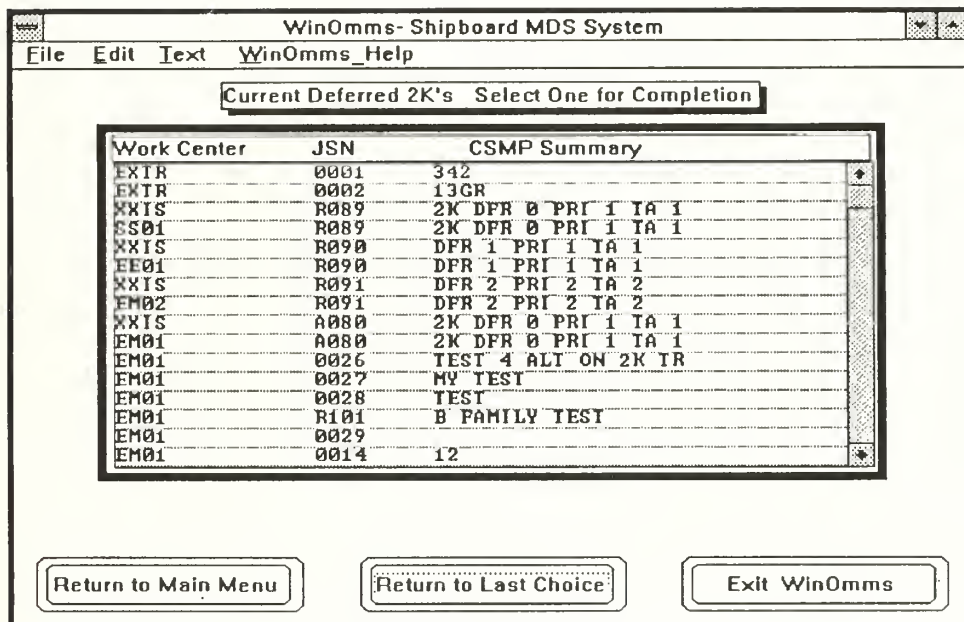 WinOmms- Shipboard MDS System
File Edit Text WinOmms_Help
Current Deferred 2K's Select One for Completion
Work Center JSN CSMP Summary
EXTR 0001 342
EXTR 0002 13GR
XXIS R089 2K DFR 0 PRI 1 TA 1
SS01 R089 2K DFR 0 PRI 1 TA 1
XXIS R090 DFR 1 PRI 1 TA 1
EE01 R090 DFR 1 PRI 1 TA 1
XXIS R091 DFR 2 PRI 2 TA 2
EM02 R091 DFR 2 PRI 2 TA 2
XXIS A080 2K DFR 0 PRI 1 TA 1
EM01 A080 2K DFR 0 PRI 1 TA 1
EM01 0026 TEST 4 ALT ON 2K TR
EM01 0027 MY TEST
EM01 0028 TEST
EM01 R101 B FAMILY TEST
EM01 0029
EM01 0014 12
Return to Main Menu Return to Last Choice Exit WinOmms